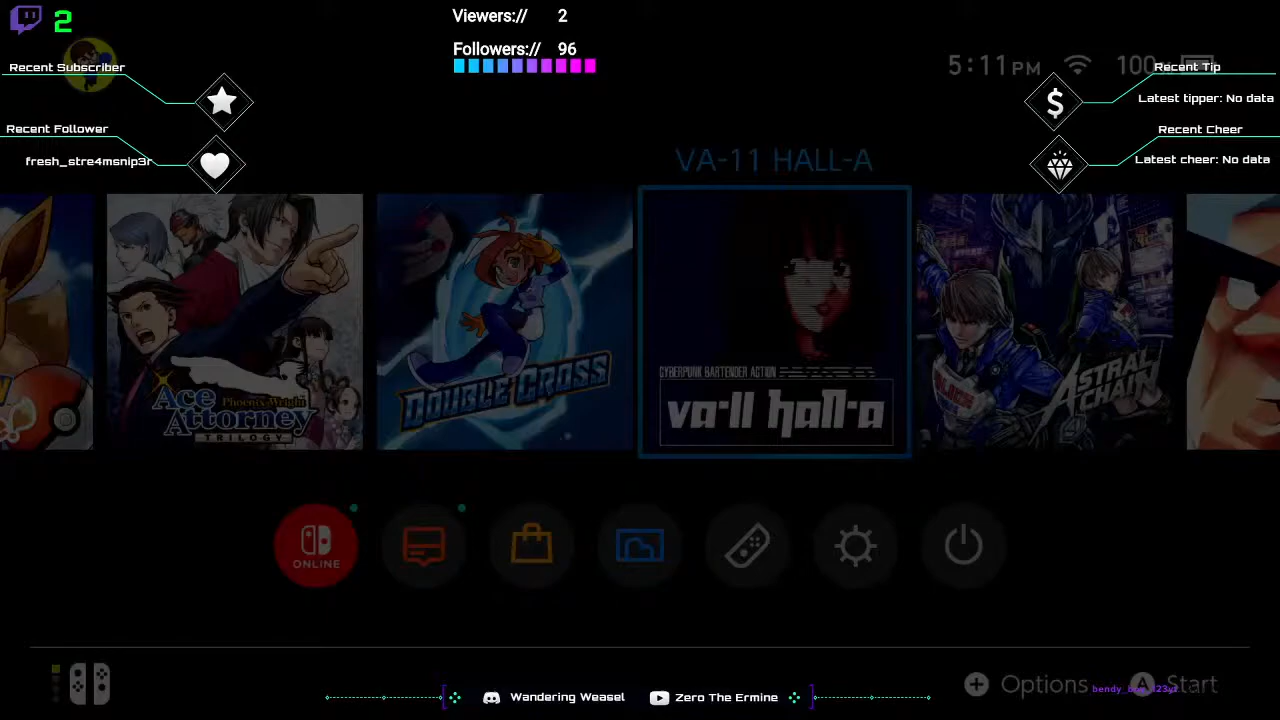 2
Viewers:// 2
Followers:// 96
Recent Subscriber
5:11 PM
100%
Recent Tip
Latest tipper: No data
Recent Follower
Recent Cheer
fresh_stre4msnip3r
Latest cheer: No data
VA-11 HALL-A
Phoenix Wright
Ace
Attorney
TRILOGY
DOUBLE CROSS
CYBERPUNK BARTENDER ACTION
va-11 hall-a
ASTRAL
CHAIN
ONLINE
Wandering Weasel
Zero The Ermine
+ Options
A Start